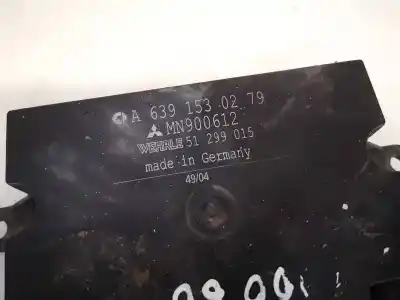 A 639 153 02 79
MN900612
WEHRLE 51 299 015
made in Germany
49/04